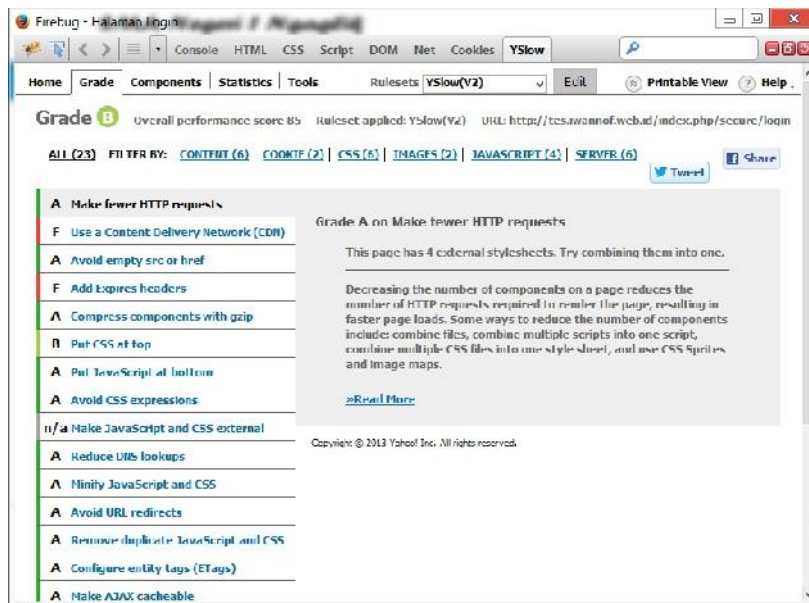 Firebug - Halaman Login
Console HTML CSS Script DOM Net Cookies YSlow
Home Grade Components Statistics Tools Rulesets YSlow(V2) Edit Printable View Help
Grade B Overall performance score 85 Ruleset applied: YSlow(V2) URL: http://tes.iwannof.web.id/index.php/secure/login
ALL (23) FILTER BY: CONTENT (6) COOKIE (2) CSS (6) IMAGES (2) JAVASCRIPT (4) SERVER (6)
Tweet Share
A Make fewer HTTP requests
F Use a Content Delivery Network (CDN)
A Avoid empty src or href
F Add Expires headers
A Compress components with gzip
B Put CSS at top
A Put JavaScript at bottom
A Avoid CSS expressions
n/a Make JavaScript and CSS external
A Reduce DNS lookups
A Minify JavaScript and CSS
A Avoid URL redirects
A Remove duplicate JavaScript and CSS
A Configure entity tags (ETags)
A Make AJAX cacheable
Grade A on Make fewer HTTP requests
This page has 4 external stylesheets. Try combining them into one.
Decreasing the number of components on a page reduces the
number of HTTP requests required to render the page, resulting in
faster page loads. Some ways to reduce the number of components
include: combine files, combine multiple scripts into one script,
combine multiple CSS files into one style sheet, and use CSS Sprites
and image maps.
»Read More
Copyright © 2013 Yahoo! Inc. All rights reserved.